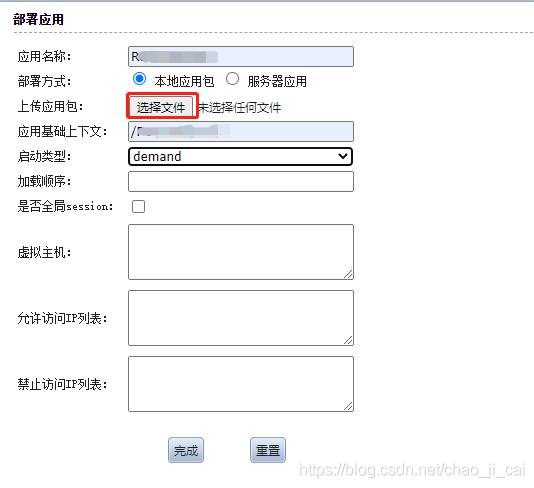 部署应用
应用名称：
部署方式： 本地应用包 服务器应用
上传应用包： 选择文件 未选择任何文件
应用基础上下文：
启动类型： demand
加载顺序：
是否全局session：
虚拟主机：
允许访问IP列表：
禁止访问IP列表：
完成 重置
https://blog.csdn.net/chao_ji_cai